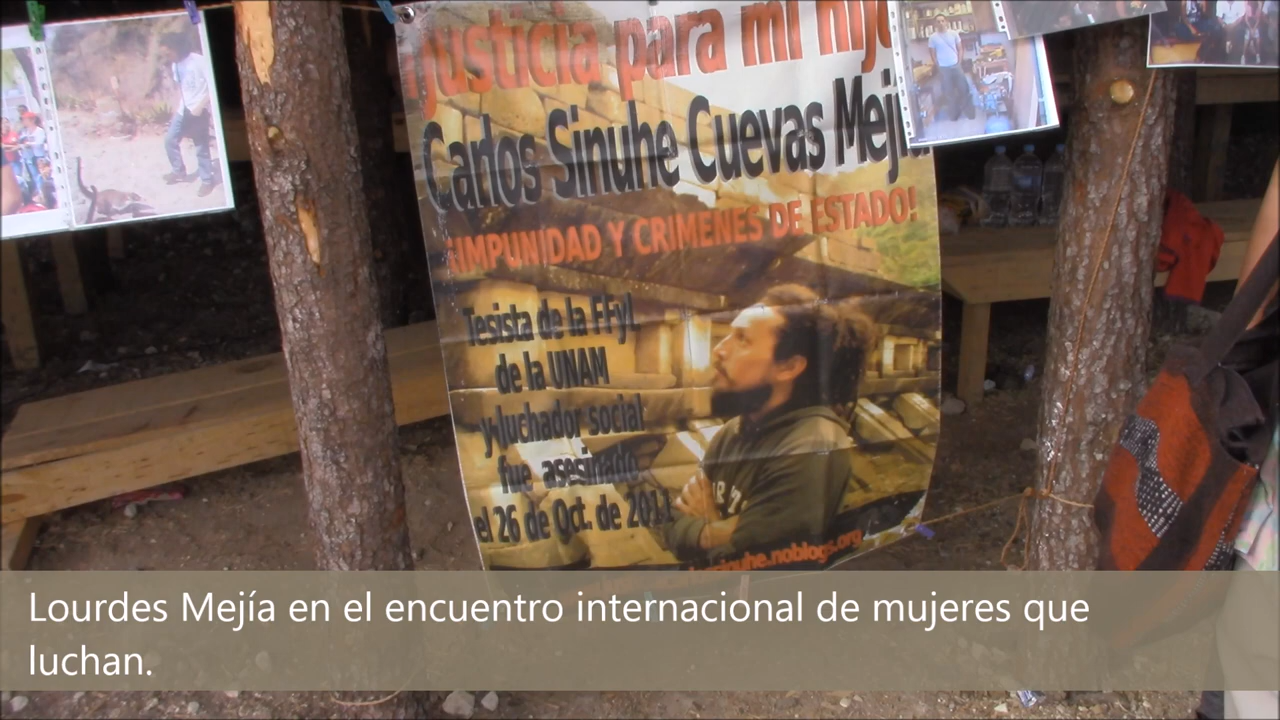 Justicia para mi hijo
Carlos Sinuhe Cuevas Mejía
¡IMPUNIDAD Y CRÍMENES DE ESTADO!
Tesista de la FFyL
de la UNAM
y luchador social
fue asesinado
el 26 de Oct. de 2011
Lourdes Mejía en el encuentro internacional de mujeres que
luchan.